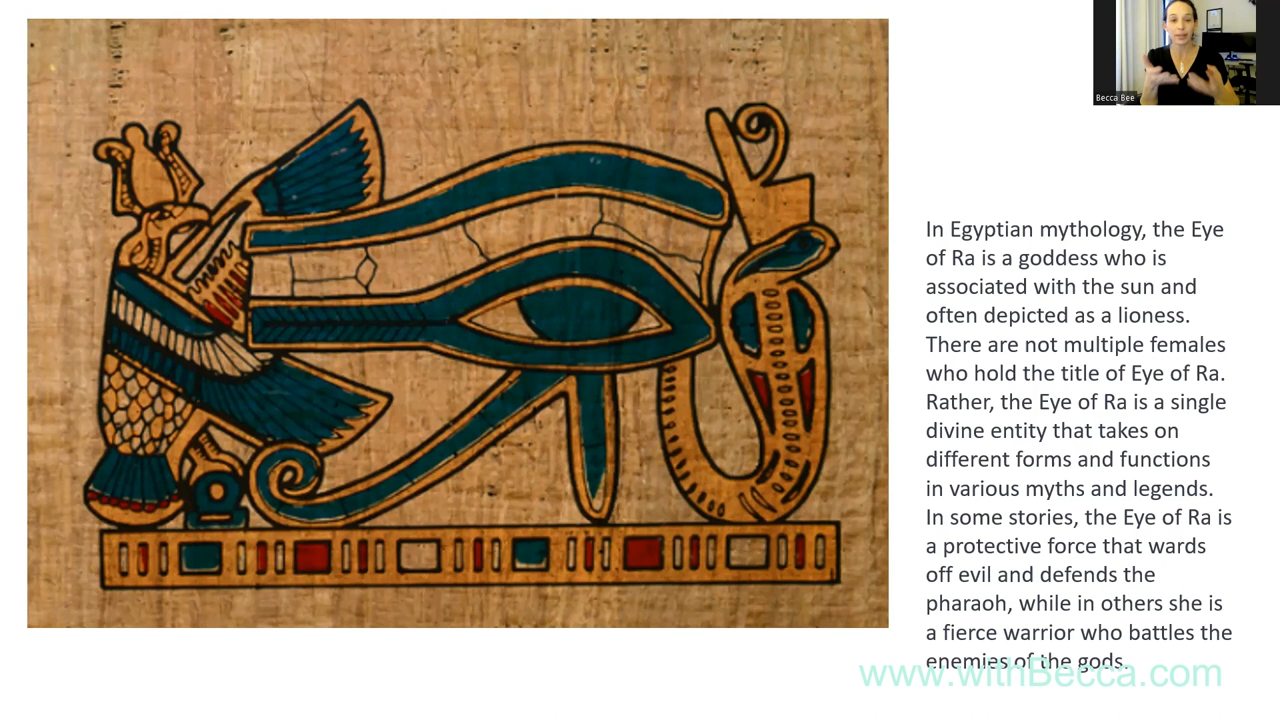 Becca Bee
In Egyptian mythology, the Eye
of Ra is a goddess who is
associated with the sun and
often depicted as a lioness.
There are not multiple females
who hold the title of Eye of Ra.
Rather, the Eye of Ra is a single
divine entity that takes on
different forms and functions
in various myths and legends.
In some stories, the Eye of Ra is
a protective force that wards
off evil and defends the
pharaoh, while in others she is
a fierce warrior who battles the
enemies of the gods.
www.withBecca.com